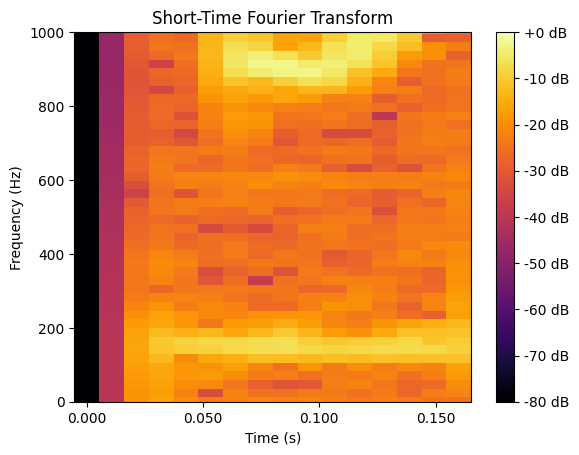 Short-Time Fourier Transform
Frequency (Hz)
1000
800
600
400
200
0
0.000
0.050
0.100
0.150
Time (s)
+0 dB
-10 dB
-20 dB
-30 dB
-40 dB
-50 dB
-60 dB
-70 dB
-80 dB